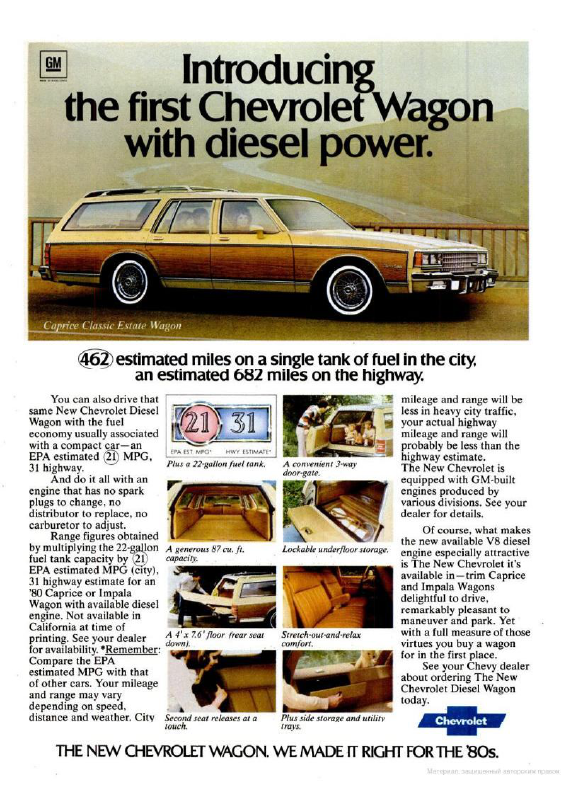 GM
Introducing
the first Chevrolet Wagon
with diesel power.
Caprice Classic Estate Wagon
462 estimated miles on a single tank of fuel in the city,
an estimated 682 miles on the highway.
You can also drive that
same New Chevrolet Diesel
Wagon with the fuel
economy usually associated
with a compact car—an
EPA estimated 21 MPG,
31 highway.
And do it all with an
engine that has no spark
plugs to change, no
distributor to replace, no
carburetor to adjust.
Range figures obtained
by multiplying the 22-gallon
fuel tank capacity by 21
EPA estimated MPG (city),
31 highway estimate for an
'80 Caprice or Impala
Wagon with available diesel
engine. Not available in
California at time of
printing. See your dealer
for availability. *Remember:
Compare the EPA
estimated MPG with that
of other cars. Your mileage
and range may vary
depending on speed,
distance and weather. City
21 31
EPA EST. MPG* HWY. ESTIMATE*
Plus a 22-gallon fuel tank.
A convenient 3-way
door-gate.
A generous 87 cu. ft.
capacity.
Lockable underfloor storage.
A 4' x 7.6' floor (rear seat
down).
Stretch-out-and-relax
comfort.
Second seat releases at a
touch.
Plus side storage and utility
trays.
mileage and range will be
less in heavy city traffic,
your actual highway
mileage and range will
probably be less than the
highway estimate.
The New Chevrolet is
equipped with GM-built
engines produced by
various divisions. See your
dealer for details.
Of course, what makes
the new available V8 diesel
engine especially attractive
is The New Chevrolet it's
available in—trim Caprice
and Impala Wagons
delightful to drive,
remarkably pleasant to
maneuver and park. Yet
with a full measure of those
virtues you buy a wagon
for in the first place.
See your Chevy dealer
about ordering The New
Chevrolet Diesel Wagon
today.
Chevrolet
THE NEW CHEVROLET WAGON. WE MADE IT RIGHT FOR THE '80s.
Материал, защищенный авторским правом